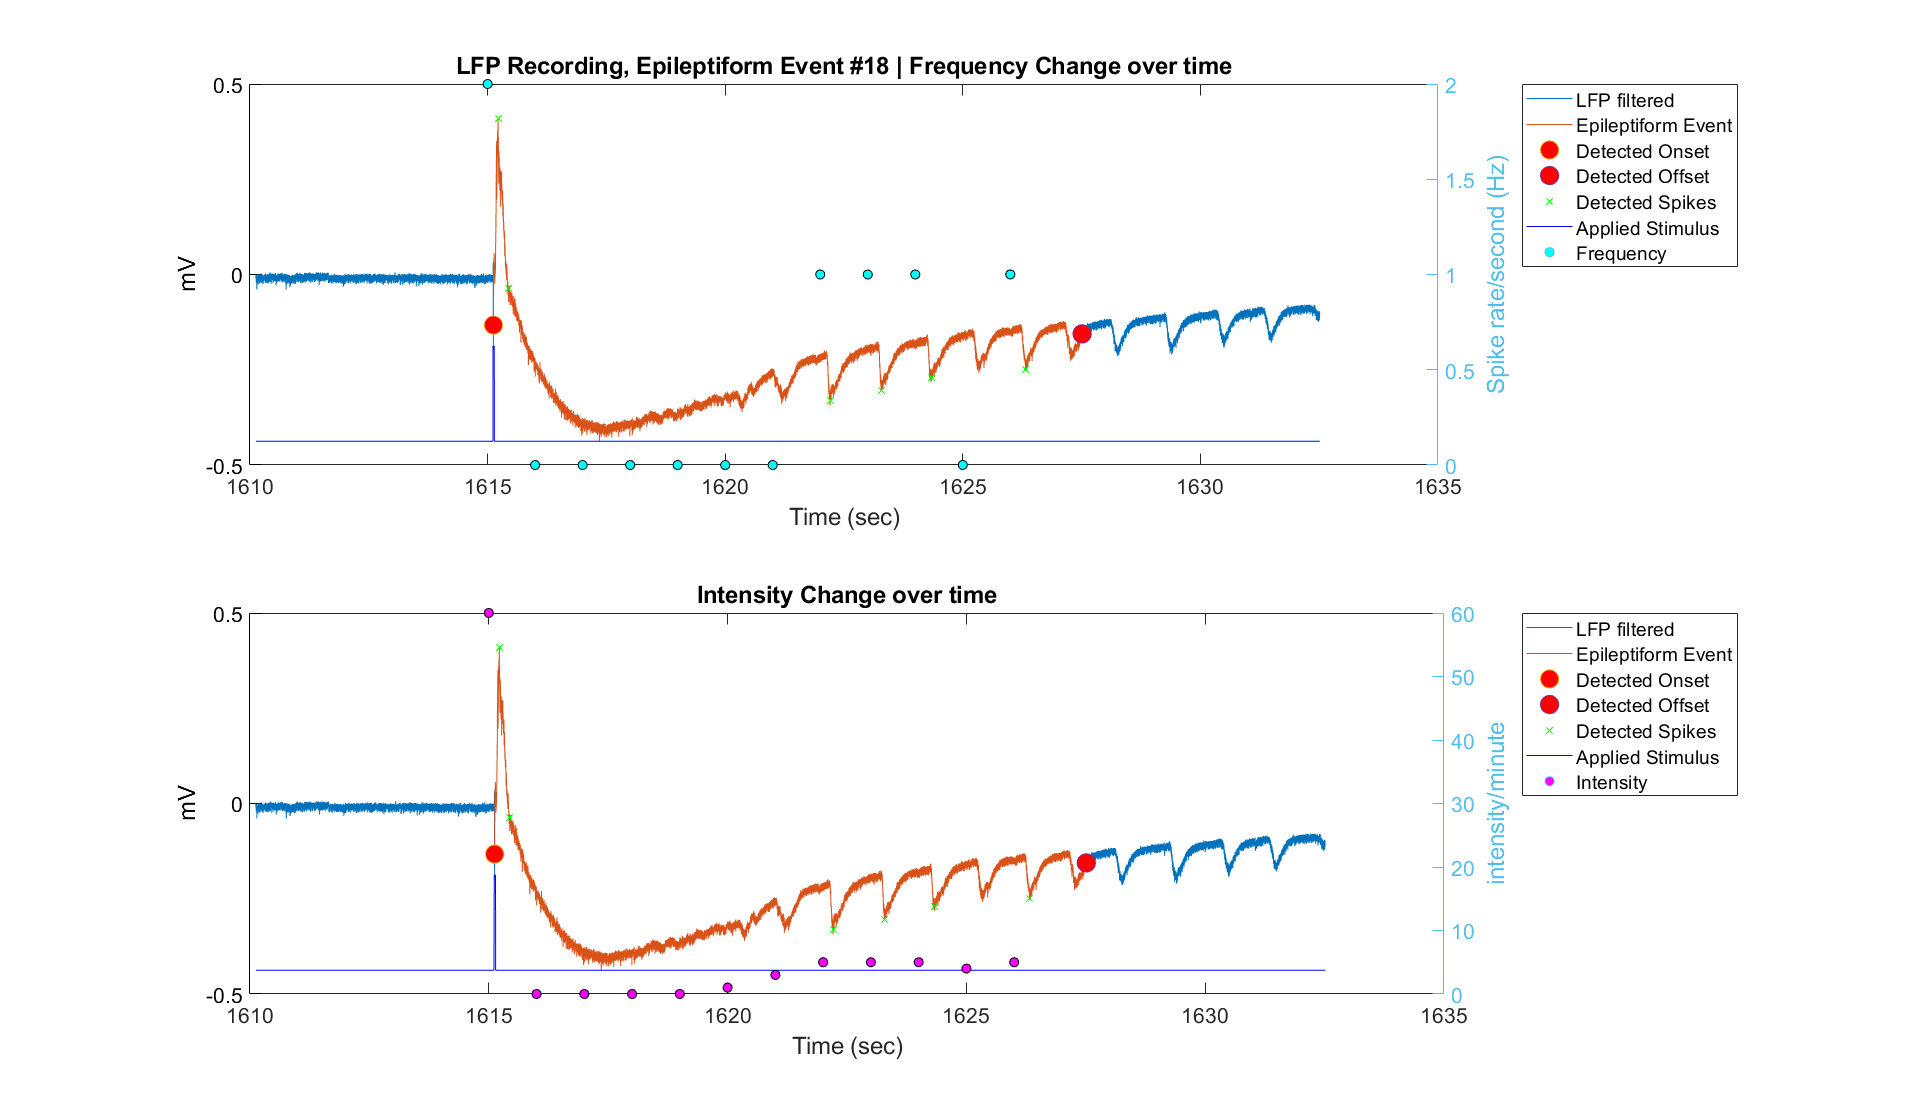 LFP Recording, Epileptiform Event #18 | Frequency Change over time
0.5
0
-0.5
mV
1610
1615
1620
1625
1630
1635
Time (sec)
2
1.5
1
0.5
0
Spike rate/second (Hz)
LFP filtered
Epileptiform Event
Detected Onset
Detected Offset
Detected Spikes
Applied Stimulus
Frequency
Intensity Change over time
0.5
0
-0.5
mV
1610
1615
1620
1625
1630
1635
Time (sec)
60
50
40
30
20
10
0
intensity/minute
LFP filtered
Epileptiform Event
Detected Onset
Detected Offset
Detected Spikes
Applied Stimulus
Intensity